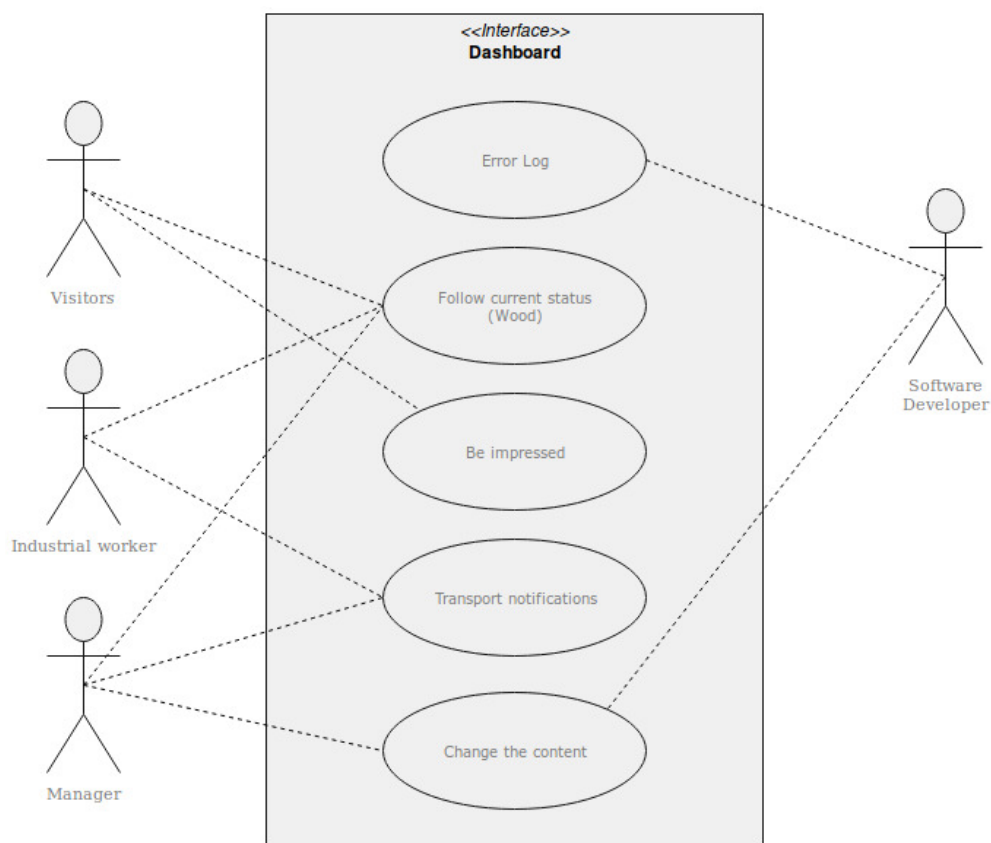 <<Interface>>
Dashboard
Error Log
Visitors
Follow current status
(Wood)
Software
Developer
Be impressed
Industrial worker
Transport notifications
Change the content
Manager